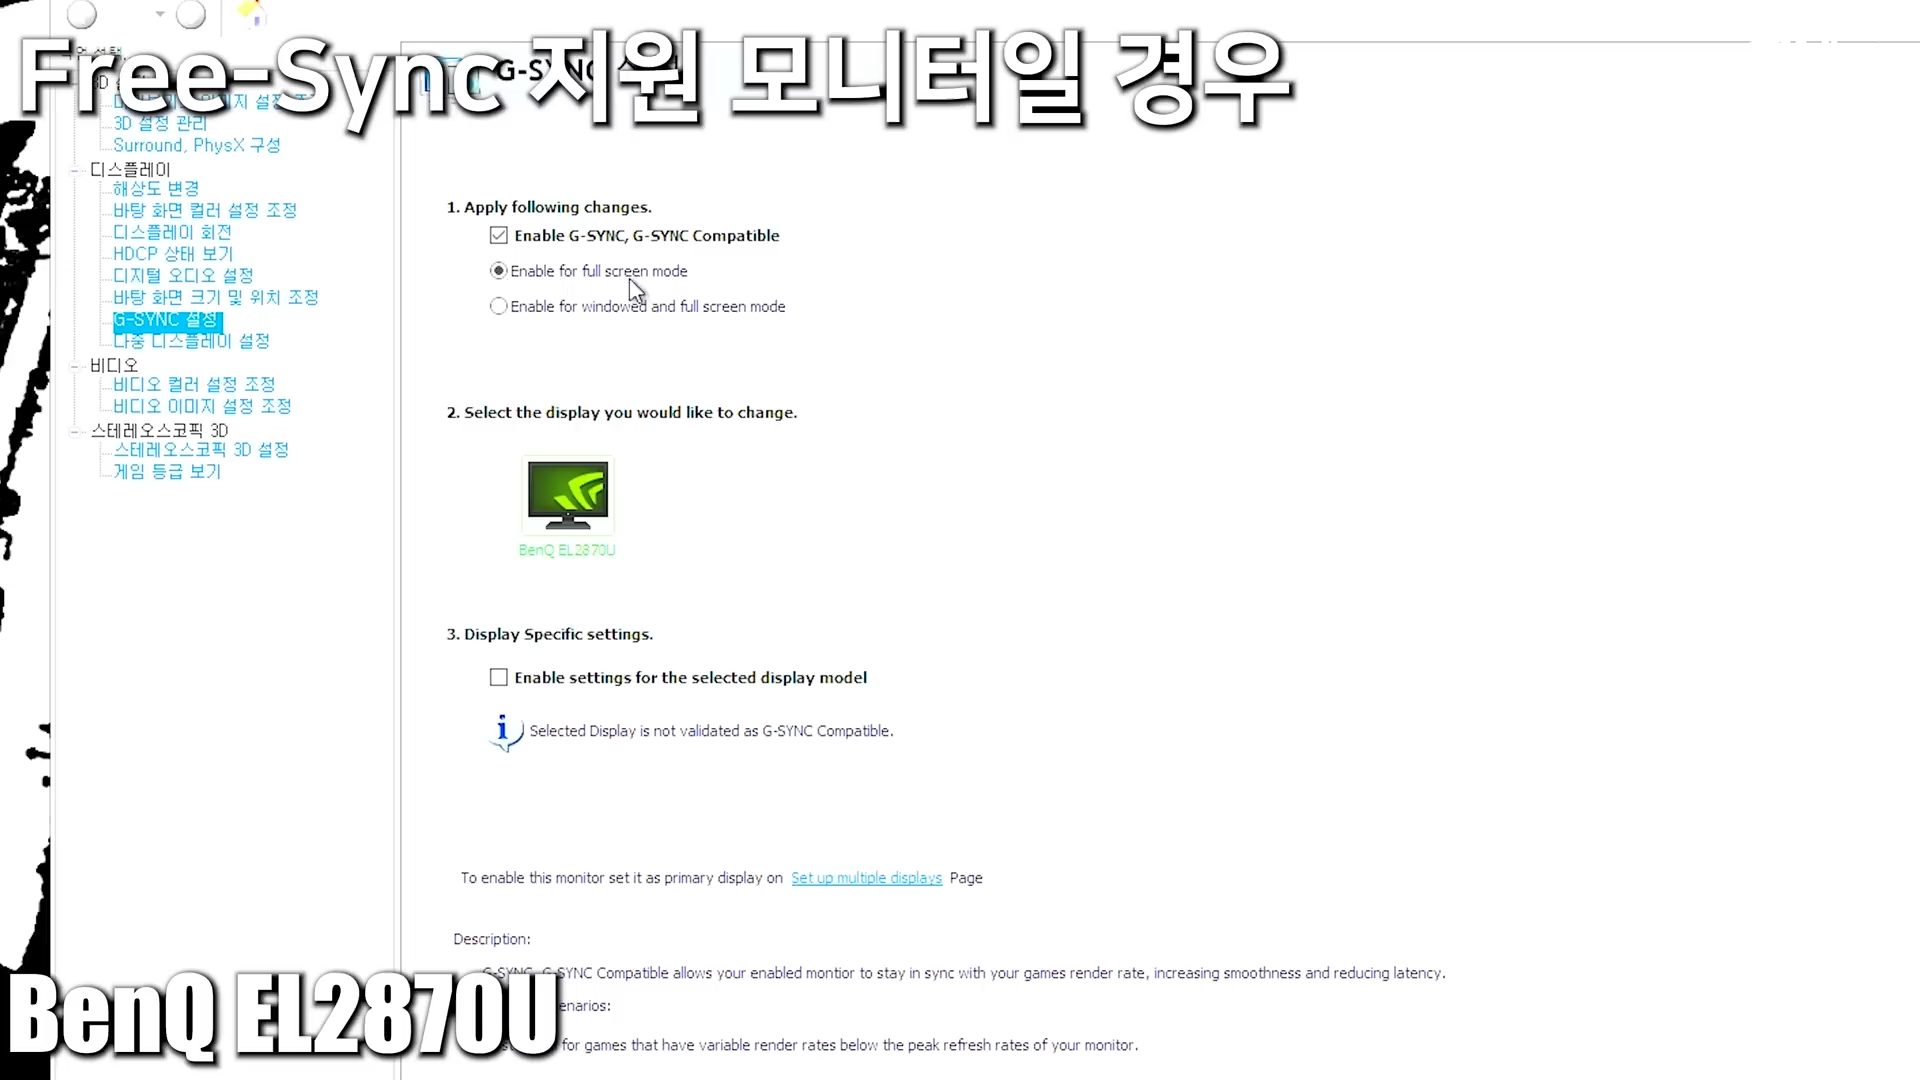 Free-Sync 지원 모니터일 경우
G-SYNC
3D 설정 관리
Surround, PhysX 구성
디스플레이
해상도 변경
바탕 화면 컬러 설정 조정
디스플레이 회전
HDCP 상태 보기
디지털 오디오 설정
바탕 화면 크기 및 위치 조정
G-SYNC 설정
다중 디스플레이 설정
비디오
비디오 컬러 설정 조정
비디오 이미지 설정 조정
스테레오스코픽 3D
스테레오스코픽 3D 설정
게임 등급 보기
1. Apply following changes.
Enable G-SYNC, G-SYNC Compatible
Enable for full screen mode
Enable for windowed and full screen mode
2. Select the display you would like to change.
BenQ EL2870U
3. Display Specific settings.
Enable settings for the selected display model
Selected Display is not validated as G-SYNC Compatible.
To enable this monitor set it as primary display on Set up multiple displays Page
Description:
G-SYNC, G-SYNC Compatible allows your enabled montior to stay in sync with your games render rate, increasing smoothness and reducing latency.
for games that have variable render rates below the peak refresh rates of your monitor.
BenQ EL2870U